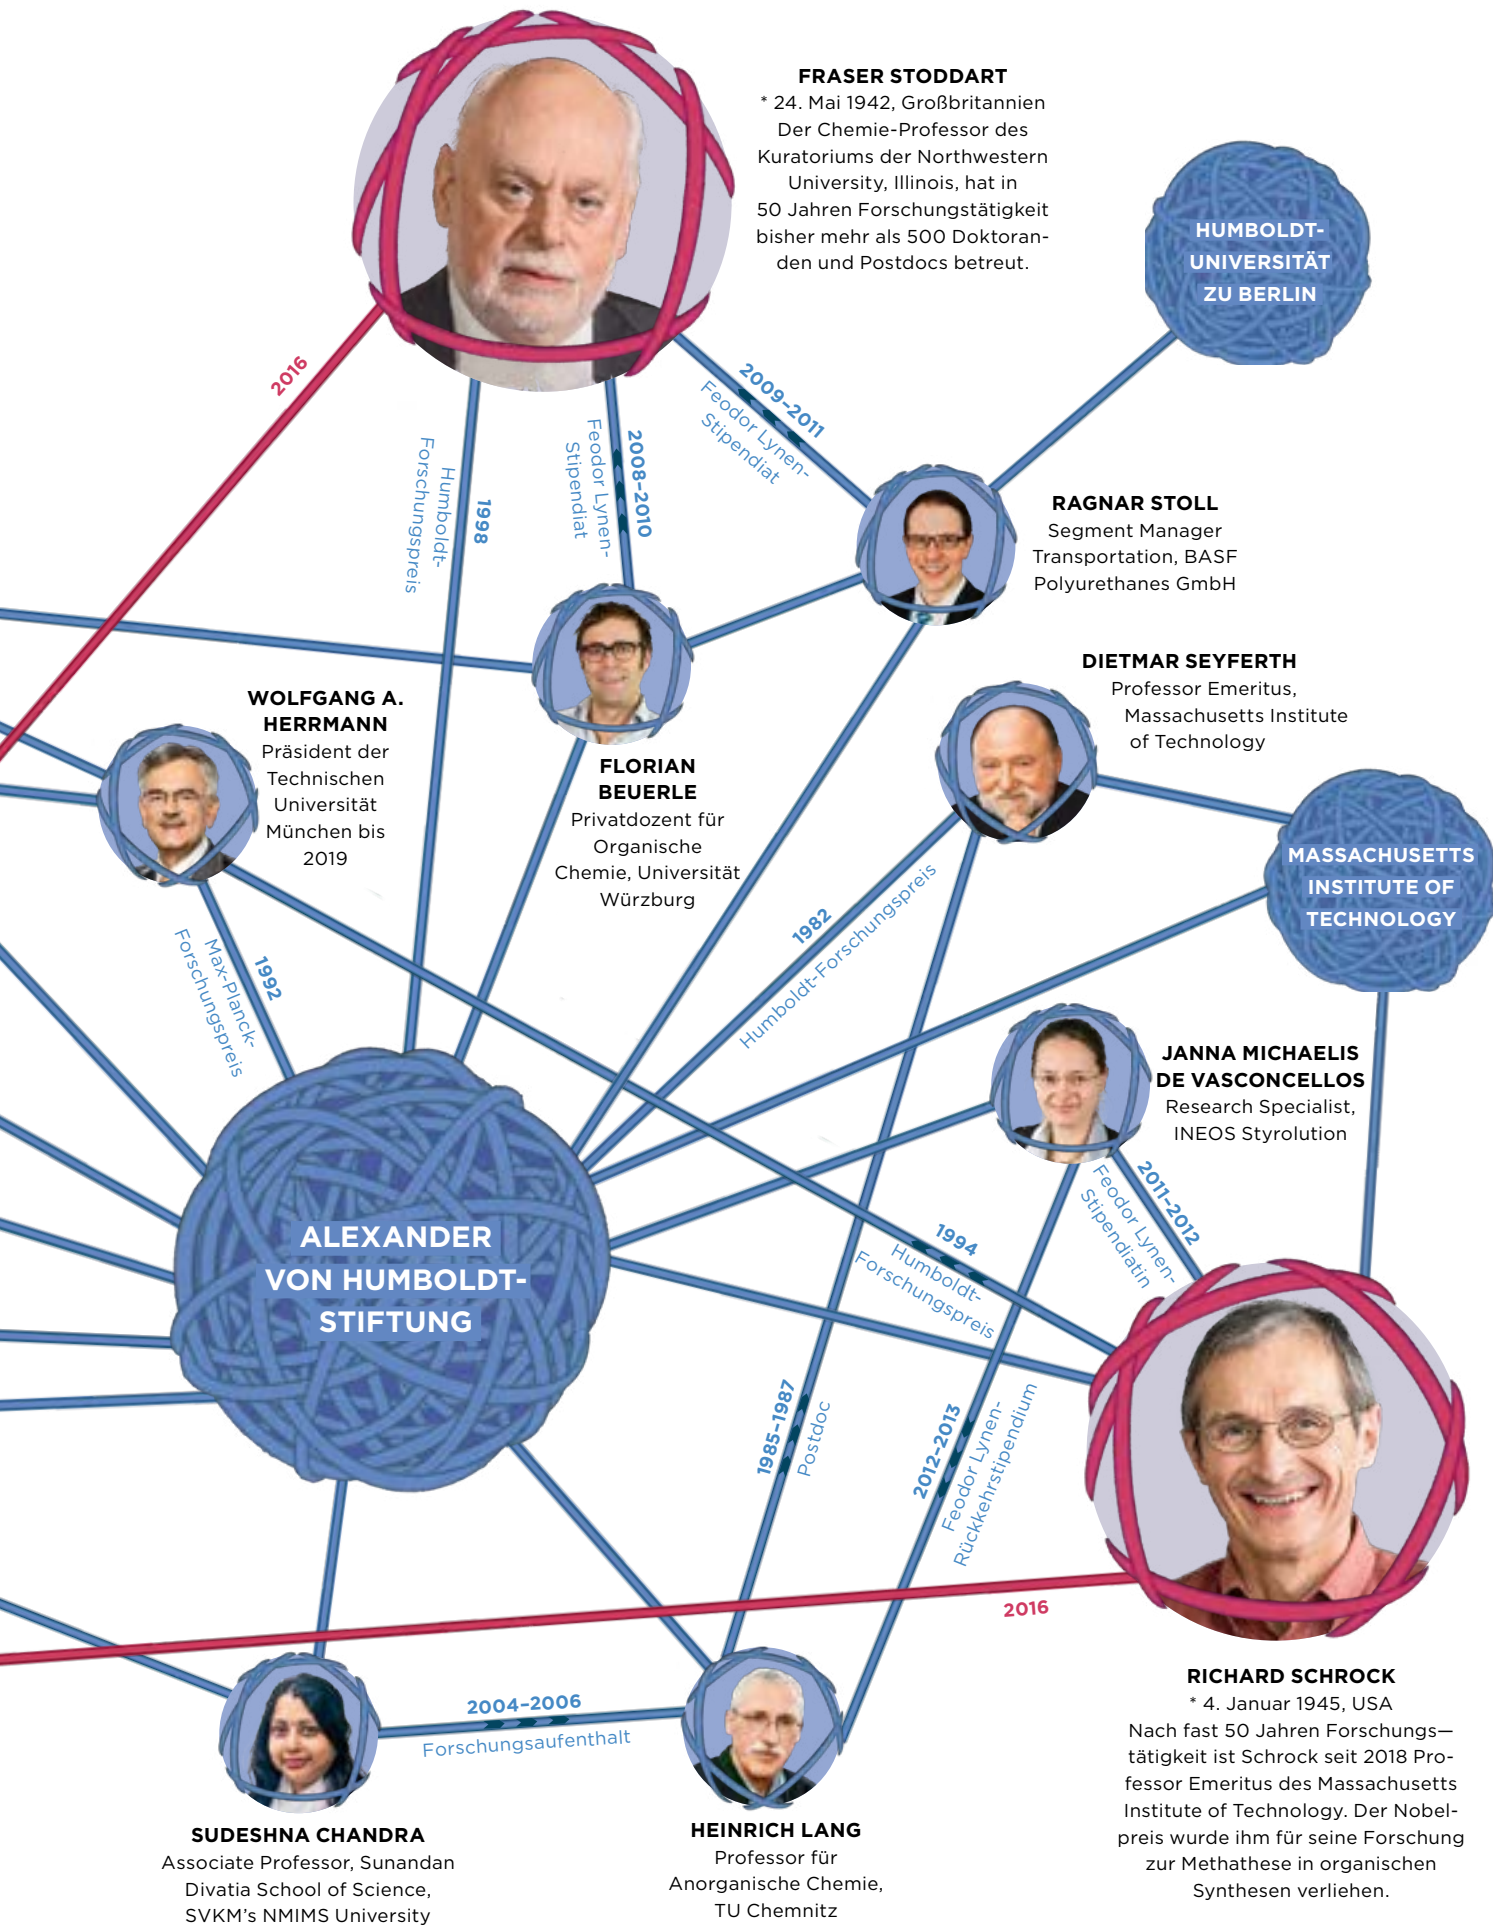 FRASER STODDART
* 24. Mai 1942, Großbritannien
Der Chemie-Professor des
Kuratoriums der Northwestern
University, Illinois, hat in
50 Jahren Forschungstätigkeit
bisher mehr als 500 Doktoran-
den und Postdocs betreut.
HUMBOLDT-
UNIVERSITÄT
ZU BERLIN
2016
Humboldt-
Forschungspreis
1998
Feodor Lynen-
Stipendiat
2008–2010
2009–2011
Feodor Lynen-
Stipendiat
RAGNAR STOLL
Segment Manager
Transportation, BASF
Polyurethanes GmbH
WOLFGANG A.
HERRMANN
Präsident der
Technischen
Universität
München bis
2019
FLORIAN
BEUERLE
Privatdozent für
Organische
Chemie, Universität
Würzburg
DIETMAR SEYFERTH
Professor Emeritus,
Massachusetts Institute
of Technology
MASSACHUSETTS
INSTITUTE OF
TECHNOLOGY
1992
Max-Planck-
Forschungspreis
1982
Humboldt-Forschungspreis
JANNA MICHAELIS
DE VASCONCELLOS
Research Specialist,
INEOS Styrolution
2011–2012
Feodor Lynen-
Stipendiatin
ALEXANDER
VON HUMBOLDT-
STIFTUNG
1994
Humboldt-
Forschungspreis
1985–1987
Postdoc
2012–2013
Feodor Lynen-
Rückkehrstipendium
2016
2004–2006
Forschungsaufenthalt
SUDESHNA CHANDRA
Associate Professor, Sunandan
Divatia School of Science,
SVKM's NMIMS University
HEINRICH LANG
Professor für
Anorganische Chemie,
TU Chemnitz
RICHARD SCHROCK
* 4. Januar 1945, USA
Nach fast 50 Jahren Forschungs—
tätigkeit ist Schrock seit 2018 Pro-
fessor Emeritus des Massachusetts
Institute of Technology. Der Nobel-
preis wurde ihm für seine Forschung
zur Methathese in organischen
Synthesen verliehen.